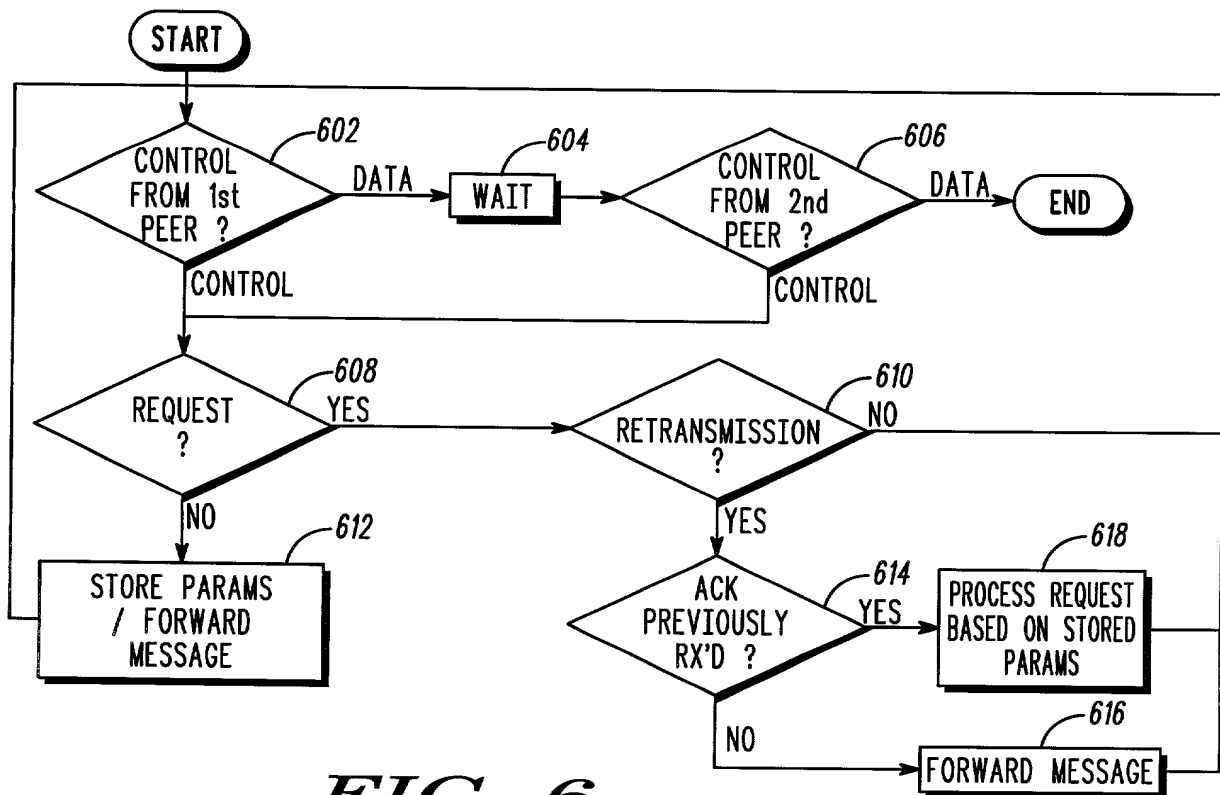 START
602
CONTROL
FROM 1st
PEER ?
DATA
604
WAIT
606
CONTROL
FROM 2nd
PEER ?
DATA
END
CONTROL
CONTROL
608
REQUEST
?
YES
610
RETRANSMISSION
?
NO
NO
YES
612
STORE PARAMS
/ FORWARD
MESSAGE
614
ACK
PREVIOUSLY
RX'D ?
YES
618
PROCESS REQUEST
BASED ON STORED
PARAMS
NO
616
FORWARD MESSAGE
FIG. 6